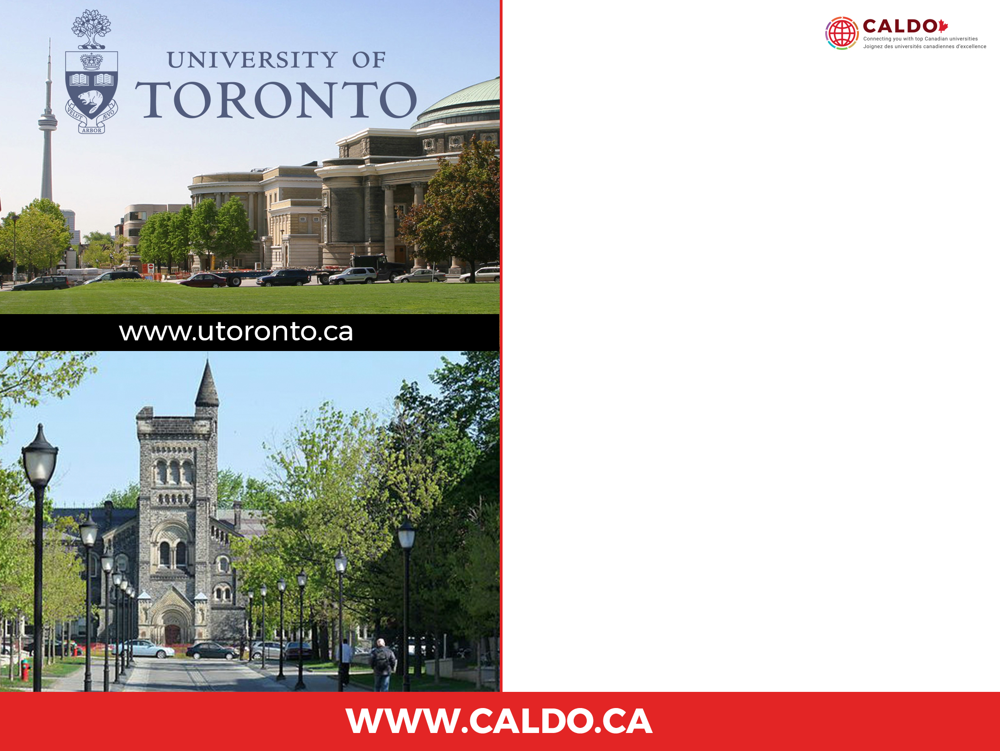 UNIVERSITY OF
TORONTO
VELUT
ARBOR
ÆVO
www.utoronto.ca
CALDO
Connecting you with top Canadian universities
Joignez des universités canadiennes d'excellence
WWW.CALDO.CA